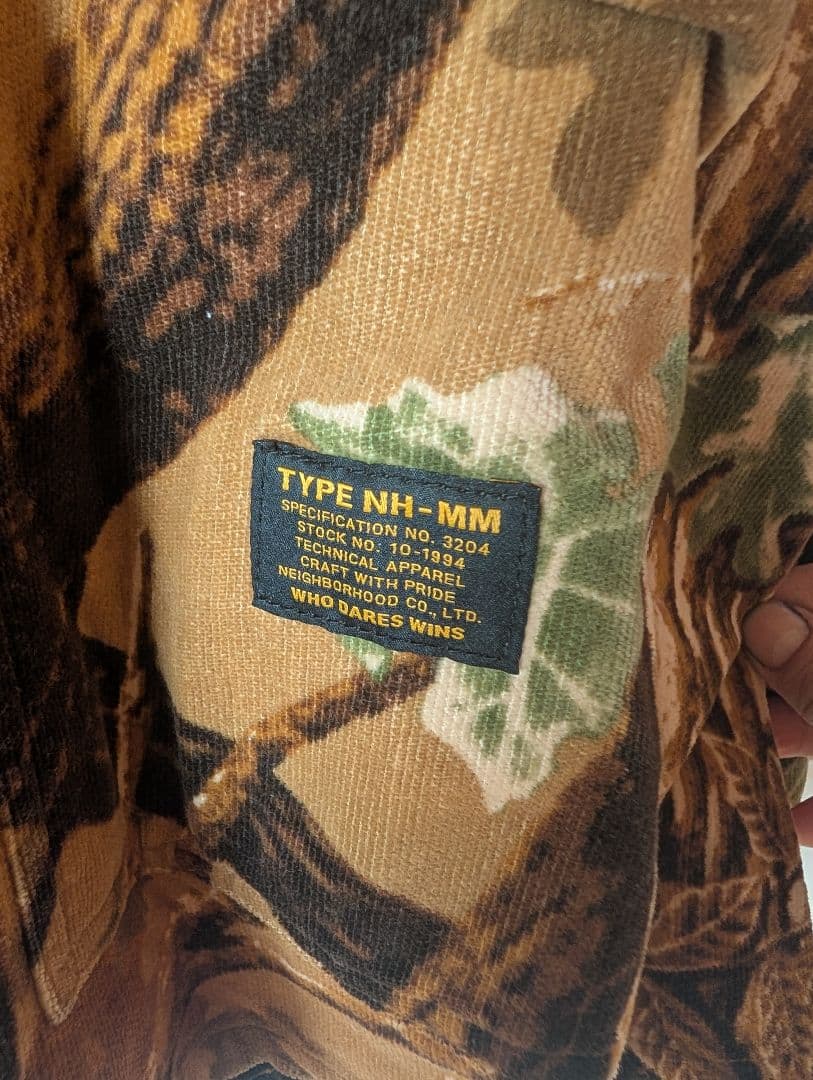 TYPE NH-MM
SPECIFICATION NO. 3204
STOCK NO. 10-1994
TECHNICAL APPAREL
CRAFT WITH PRIDE
NEIGHBORHOOD CO., LTD.
WHO DARES WINS